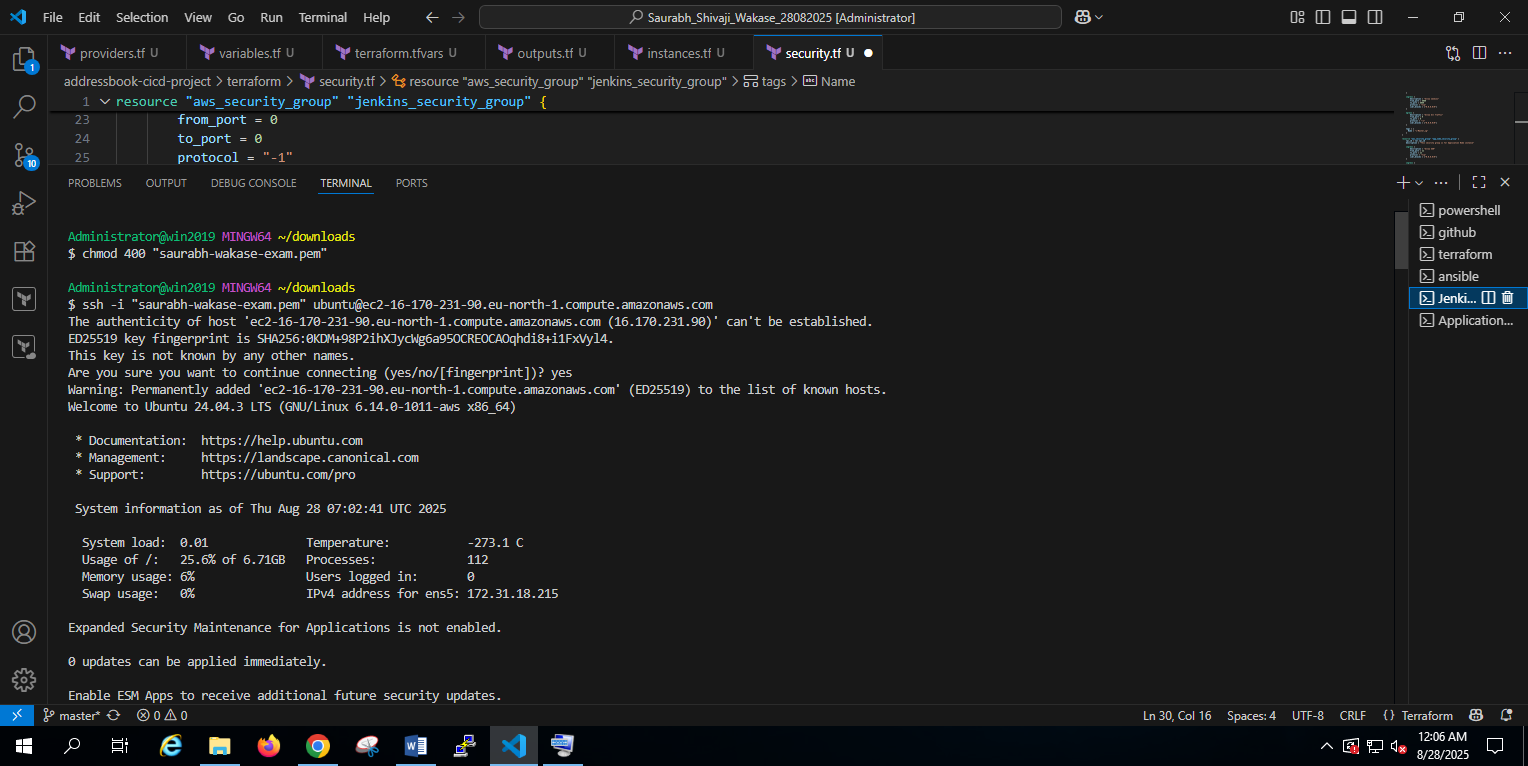 File Edit Selection View Go Run Terminal Help Saurabh_Shivaji_Wakase_28082025 [Administrator]
providers.tf U variables.tf U terraform.tfvars U outputs.tf U instances.tf U security.tf U
addressbook-cicd-project > terraform > security.tf > resource "aws_security_group" "jenkins_security_group" > tags > Name
1 resource "aws_security_group" "jenkins_security_group" {
23 from_port = 0
24 to_port = 0
25 protocol = "-1"
PROBLEMS OUTPUT DEBUG CONSOLE TERMINAL PORTS
Administrator@win2019 MINGW64 ~/downloads
$ chmod 400 "saurabh-wakase-exam.pem"
Administrator@win2019 MINGW64 ~/downloads
$ ssh -i "saurabh-wakase-exam.pem" ubuntu@ec2-16-170-231-90.eu-north-1.compute.amazonaws.com
The authenticity of host 'ec2-16-170-231-90.eu-north-1.compute.amazonaws.com (16.170.231.90)' can't be established.
ED25519 key fingerprint is SHA256:0KDM+98P2ihXJycWg6a95OCREOCAOqhdi8+i1FxVyl4.
This key is not known by any other names.
Are you sure you want to continue connecting (yes/no/[fingerprint])? yes
Warning: Permanently added 'ec2-16-170-231-90.eu-north-1.compute.amazonaws.com' (ED25519) to the list of known hosts.
Welcome to Ubuntu 24.04.3 LTS (GNU/Linux 6.14.0-1011-aws x86_64)
* Documentation: https://help.ubuntu.com
* Management: https://landscape.canonical.com
* Support: https://ubuntu.com/pro
System information as of Thu Aug 28 07:02:41 UTC 2025
System load: 0.01 Temperature: -273.1 C
Usage of /: 25.6% of 6.71GB Processes: 112
Memory usage: 6% Users logged in: 0
Swap usage: 0% IPv4 address for ens5: 172.31.18.215
Expanded Security Maintenance for Applications is not enabled.
0 updates can be applied immediately.
Enable ESM Apps to receive additional future security updates.
powershell
github
terraform
ansible
Jenki...
Application...
1
10
master* 0 0 Ln 30, Col 16 Spaces: 4 UTF-8 CRLF {} Terraform
12:06 AM
8/28/2025